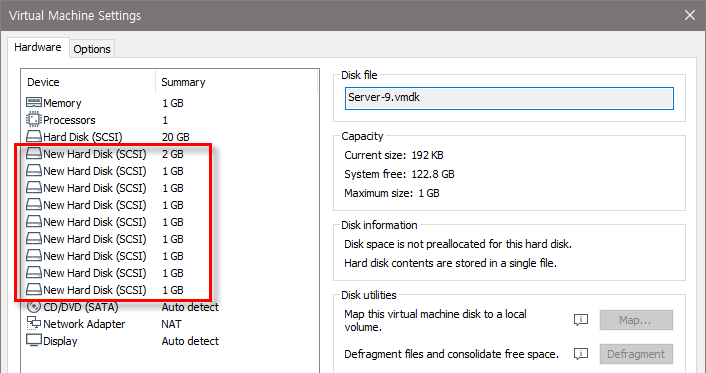 Virtual Machine Settings
Hardware Options
Device Summary
Memory 1 GB
Processors 1
Hard Disk (SCSI) 20 GB
New Hard Disk (SCSI) 2 GB
New Hard Disk (SCSI) 1 GB
New Hard Disk (SCSI) 1 GB
New Hard Disk (SCSI) 1 GB
New Hard Disk (SCSI) 1 GB
New Hard Disk (SCSI) 1 GB
New Hard Disk (SCSI) 1 GB
New Hard Disk (SCSI) 1 GB
New Hard Disk (SCSI) 1 GB
CD/DVD (SATA) Auto detect
Network Adapter NAT
Display Auto detect
Disk file
Server-9.vmdk
Capacity
Current size: 192 KB
System free: 122.8 GB
Maximum size: 1 GB
Disk information
Disk space is not preallocated for this hard disk.
Hard disk contents are stored in a single file.
Disk utilities
Map this virtual machine disk to a local
volume.
Map...
Defragment files and consolidate free space.
Defragment